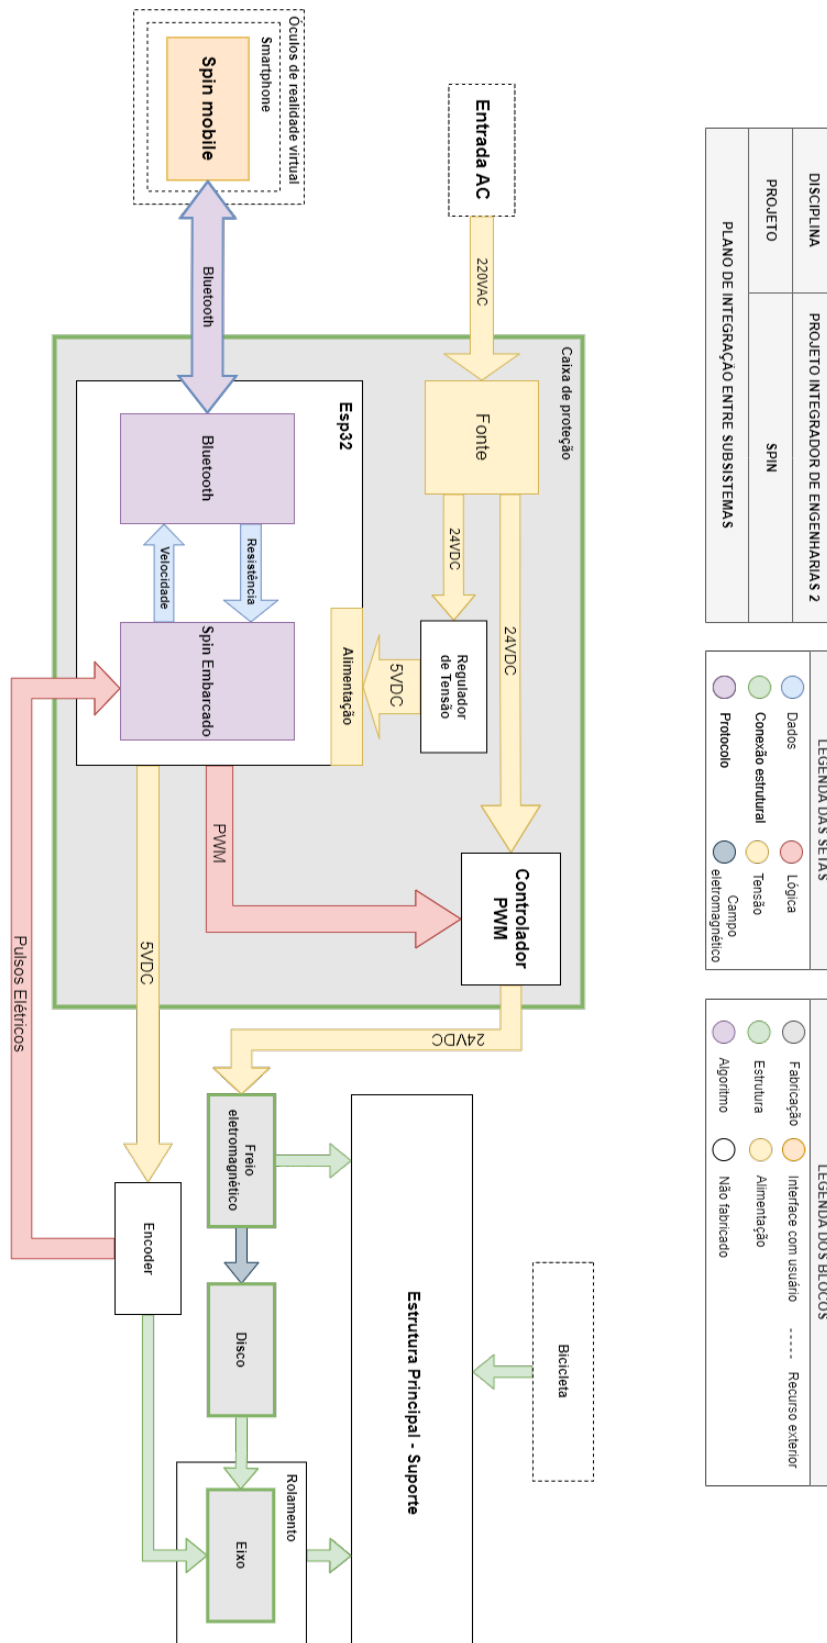 DISCIPLINA
PROJETO INTEGRADOR DE ENGENHARIAS 2
PROJETO
SPIN
PLANO DE INTEGRAÇÃO ENTRE SUBSISTEMAS
LEGENDA DAS SETAS
Dados
Lógica
Conexão estrutural
Tensão
Protocolo
Campo
eletromagnético
LEGENDA DOS BLOCOS
Fabricação
Interface com usuário
Recurso exterior
Estrutura
Alimentação
Algoritmo
Não fabricado
Entrada AC
220VAC
Caixa de proteção
Fonte
24VDC
24VDC
Regulador
de Tensão
5VDC
Controlador
PWM
24VDC
Óculos de realidade virtual
Smartphone
Spin mobile
Bluetooth
Esp32
Bluetooth
Resistência
Velocidade
Spin Embarcado
Alimentação
PWM
5VDC
Pulsos Elétricos
Bicicleta
Estrutura Principal - Suporte
Freio
eletromagnético
Disco
Rolamento
Eixo
Encoder